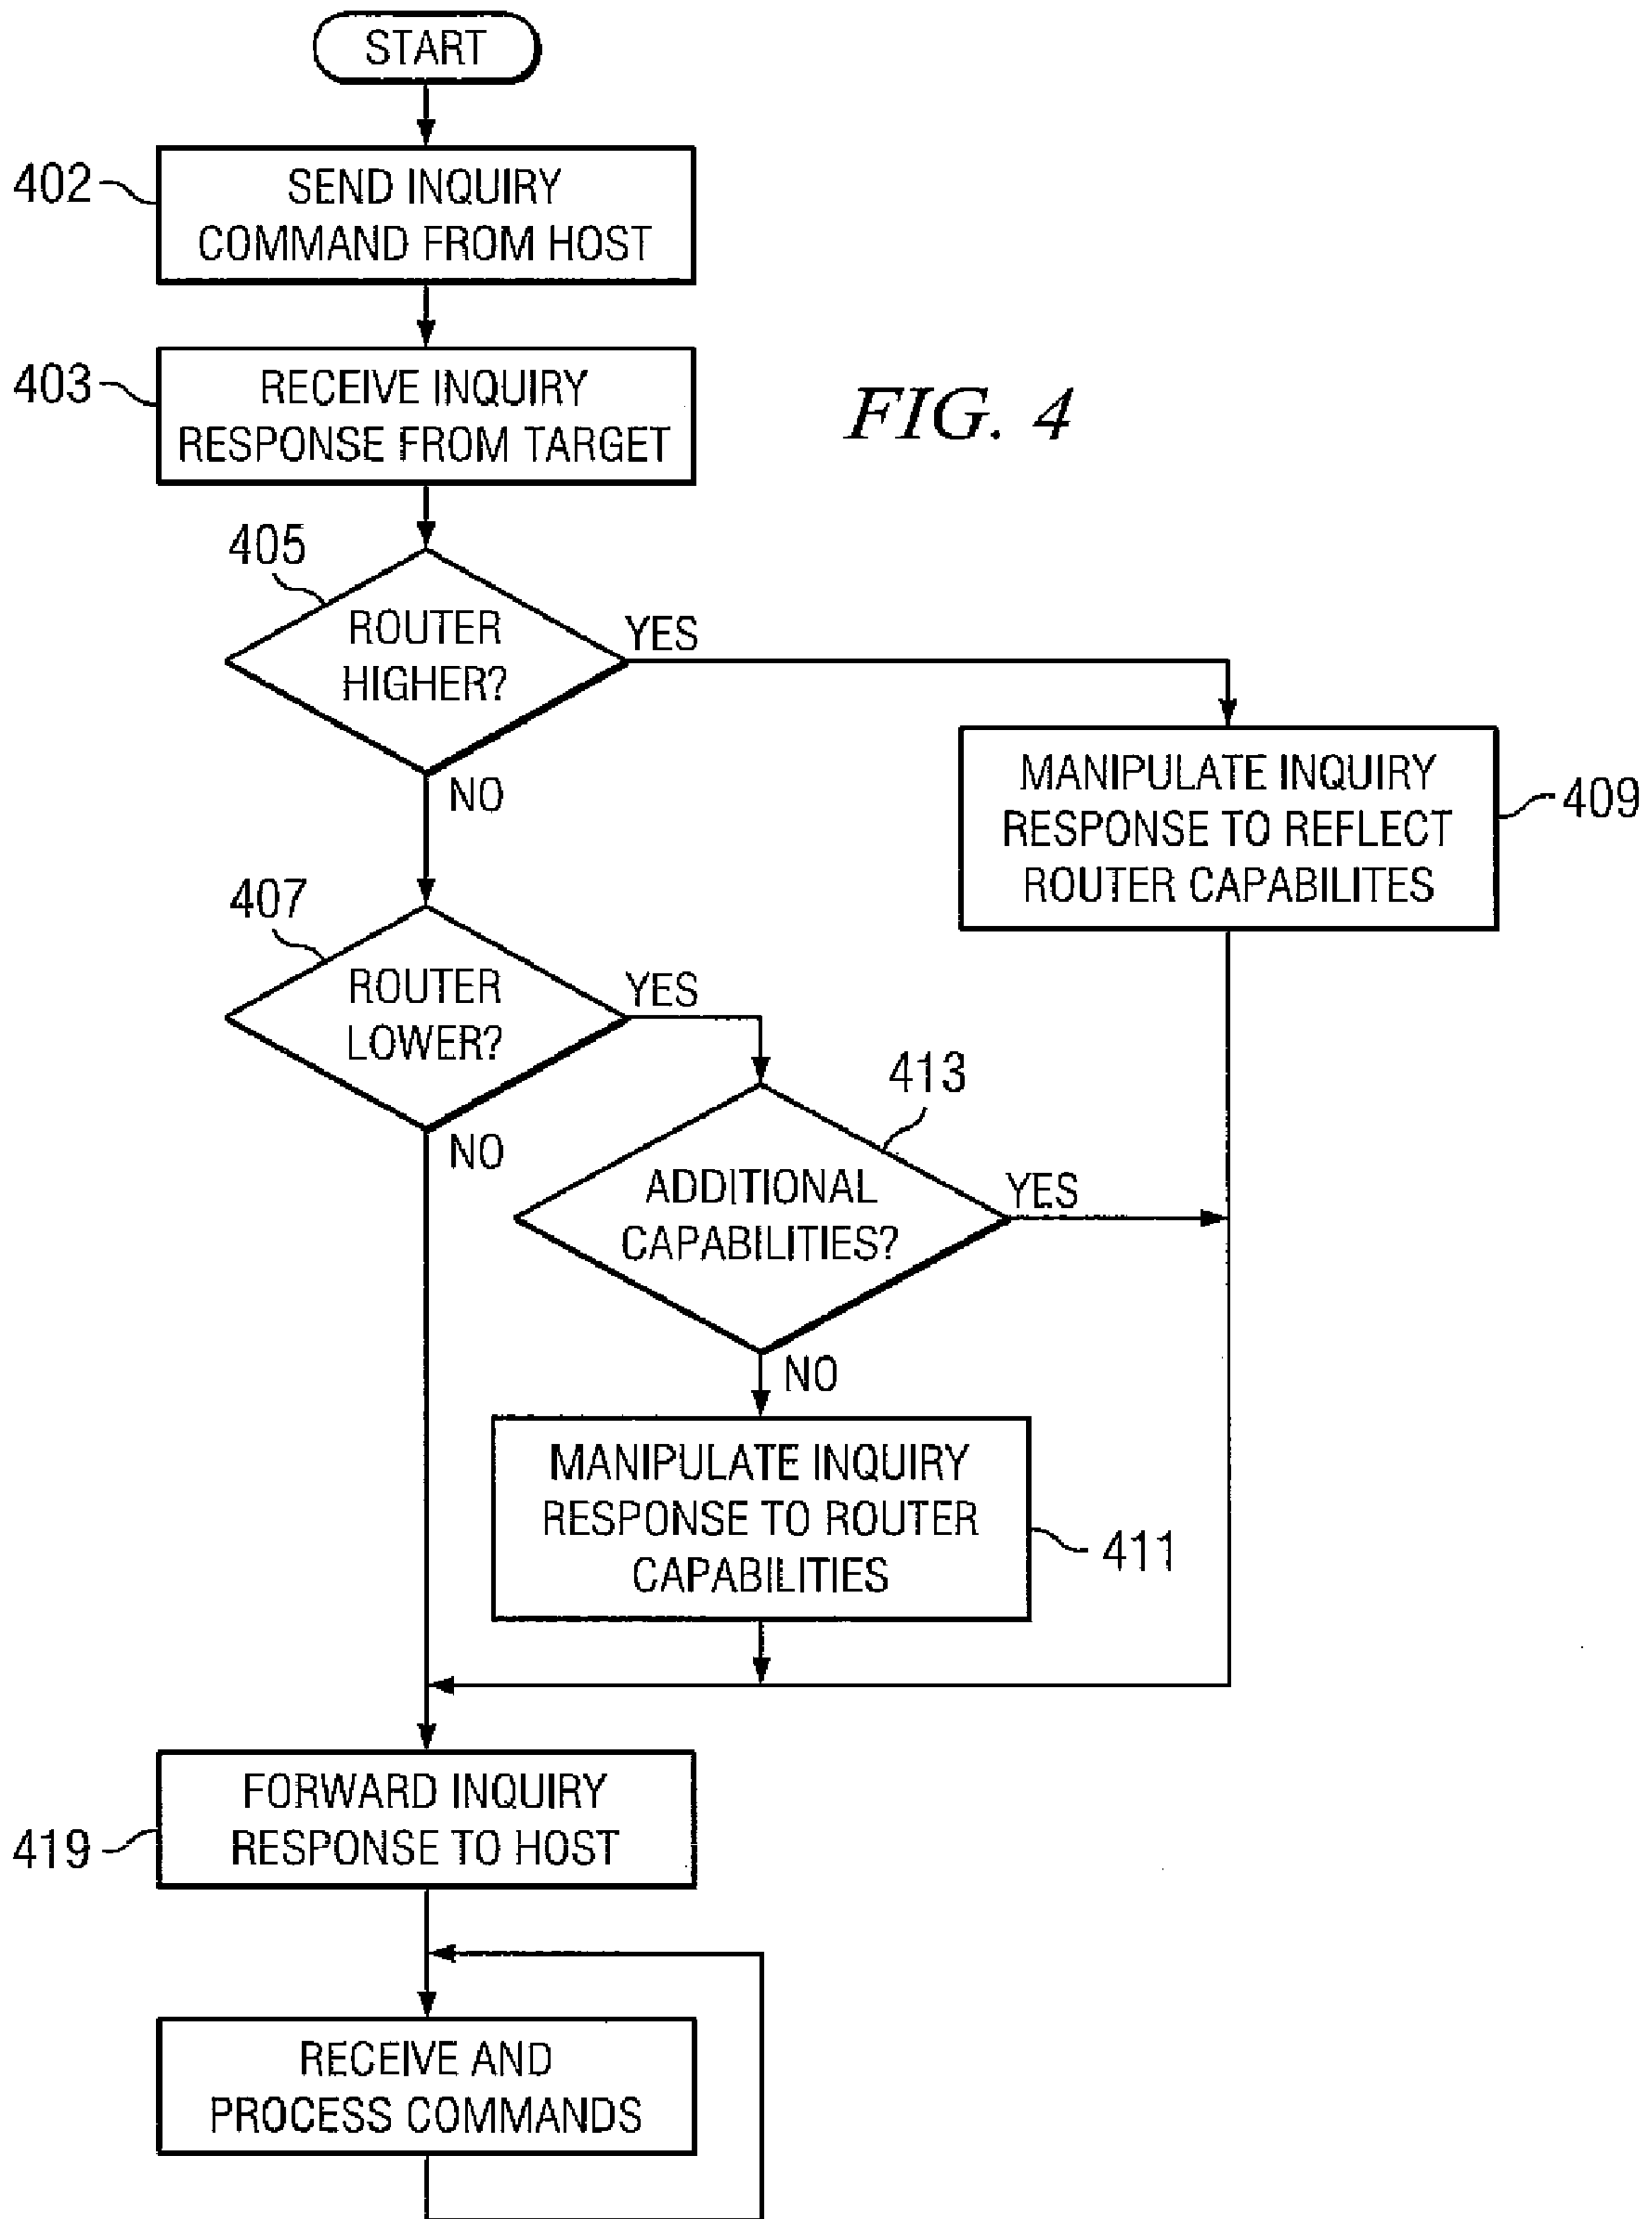 START
402
SEND INQUIRY
COMMAND FROM HOST
403
RECEIVE INQUIRY
RESPONSE FROM TARGET
FIG. 4
405
ROUTER
HIGHER?
YES
NO
MANIPULATE INQUIRY
RESPONSE TO REFLECT
ROUTER CAPABILITES
409
407
ROUTER
LOWER?
YES
NO
413
ADDITIONAL
CAPABILITIES?
YES
NO
MANIPULATE INQUIRY
RESPONSE TO ROUTER
CAPABILITIES
411
FORWARD INQUIRY
RESPONSE TO HOST
419
RECEIVE AND
PROCESS COMMANDS